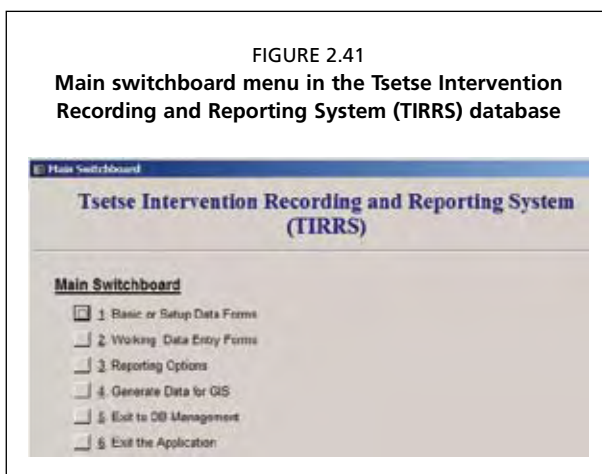 FIGURE 2.41
Main switchboard menu in the Tsetse Intervention
Recording and Reporting System (TIRRS) database
Main Switchboard
Tsetse Intervention Recording and Reporting System
(TIRRS)
Main Switchboard
1. Basic or Setup Data Forms
2. Working Data Entry Forms
3. Reporting Options
4. Generate Data for GIS
5. Exit to DB Management
6. Exit the Application